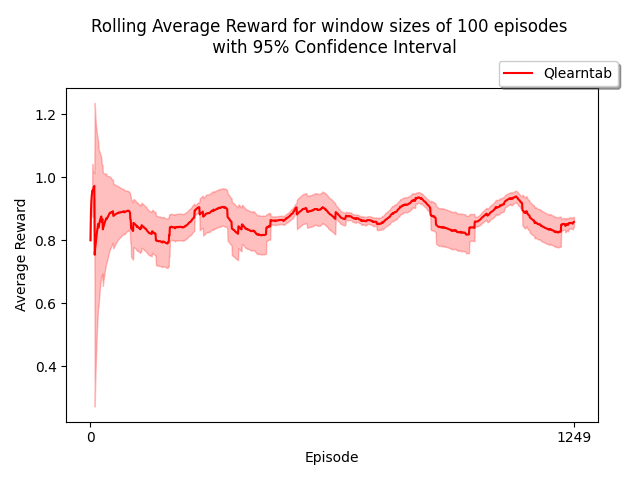 Rolling Average Reward for window sizes of 100 episodes
with 95% Confidence Interval
Qlearntab
1.2
1.0
0.8
0.6
0.4
Average Reward
0
1249
Episode